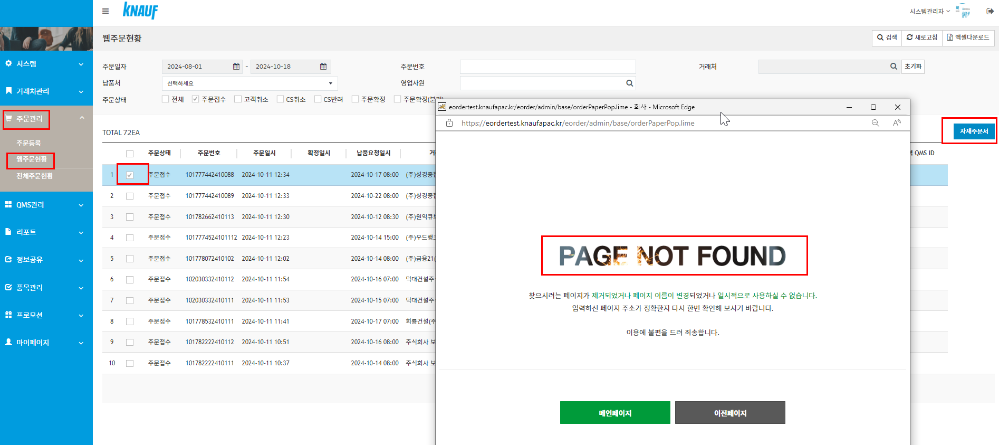 KNAUF
시스템관리자
웹주문현황
검색
새로고침
엑셀다운로드
시스템
거래처관리
주문관리
주문등록
웹주문현황
전체주문현황
QMS관리
리포트
정보공유
품목관리
프로모션
마이페이지
주문일자 2024-08-01 - 2024-10-18 주문번호 거래처 초기화
납품처 선택하세요 영업사원
주문상태 전체 주문접수 고객취소 CS취소 CS반려 주문확정 주문확정(분리)
TOTAL 72EA
자재주문서
주문상태 주문번호 주문일시 확정일시 납품요청일시 QMS ID
1 주문접수 101777442410088 2024-10-11 12:34 2024-10-17 08:00 (주)성경종합
2 주문접수 101777442410089 2024-10-11 12:33 2024-10-22 08:00 (주)성경종합
3 주문접수 101782662410113 2024-10-11 12:30 2024-10-12 08:30 (주)원익큐브
4 주문접수 1017774524101112 2024-10-11 12:23 2024-10-14 15:00 (주)우드뱅크
5 주문접수 101778072410102 2024-10-11 12:02 2024-10-14 08:00 (주)금용21(
6 주문접수 102030332410112 2024-10-11 11:54 2024-10-16 07:00 덕대건설주
7 주문접수 102030332410111 2024-10-11 11:53 2024-10-15 07:00 덕대건설주
8 주문접수 101778532410111 2024-10-11 11:41 2024-10-17 07:00 회룡건설(주
9 주문접수 101782222410112 2024-10-11 10:51 2024-10-16 08:00 주식회사 보
10 주문접수 101782222410111 2024-10-11 10:37 2024-10-14 08:00 주식회사 보
eordertest.knaufapac.kr/eorder/admin/base/orderPaperPop.lime - 회사 - Microsoft Edge
https://eordertest.knaufapac.kr/eorder/admin/base/orderPaperPop.lime
PAGE NOT FOUND
찾으시려는 페이지가 제거되었거나 페이지 이름이 변경되었거나 일시적으로 사용하실 수 없습니다.
입력하신 페이지 주소가 정확한지 다시 한번 확인해 보시기 바랍니다.
이용에 불편을 드려 죄송합니다.
메인페이지
이전페이지